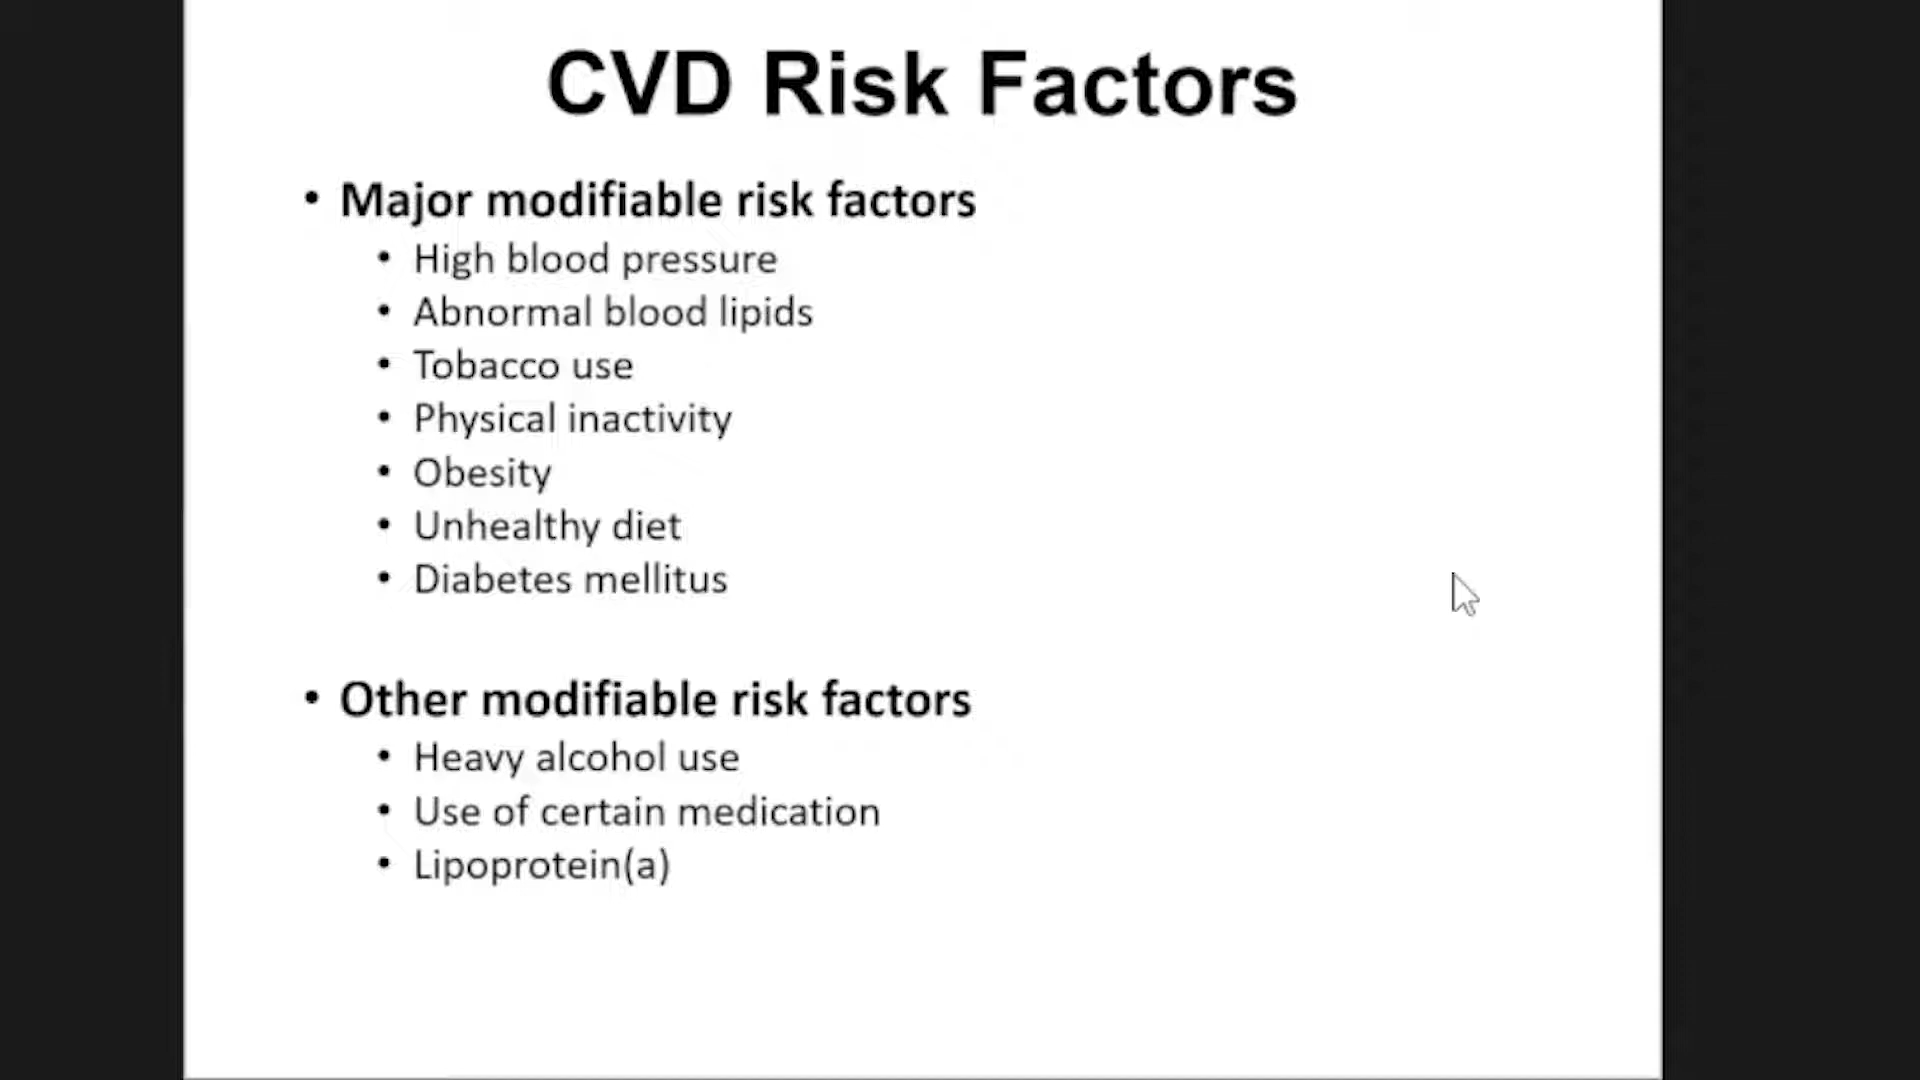 CVD Risk Factors
• Major modifiable risk factors
• High blood pressure
• Abnormal blood lipids
• Tobacco use
• Physical inactivity
• Obesity
• Unhealthy diet
• Diabetes mellitus
• Other modifiable risk factors
• Heavy alcohol use
• Use of certain medication
• Lipoprotein(a)